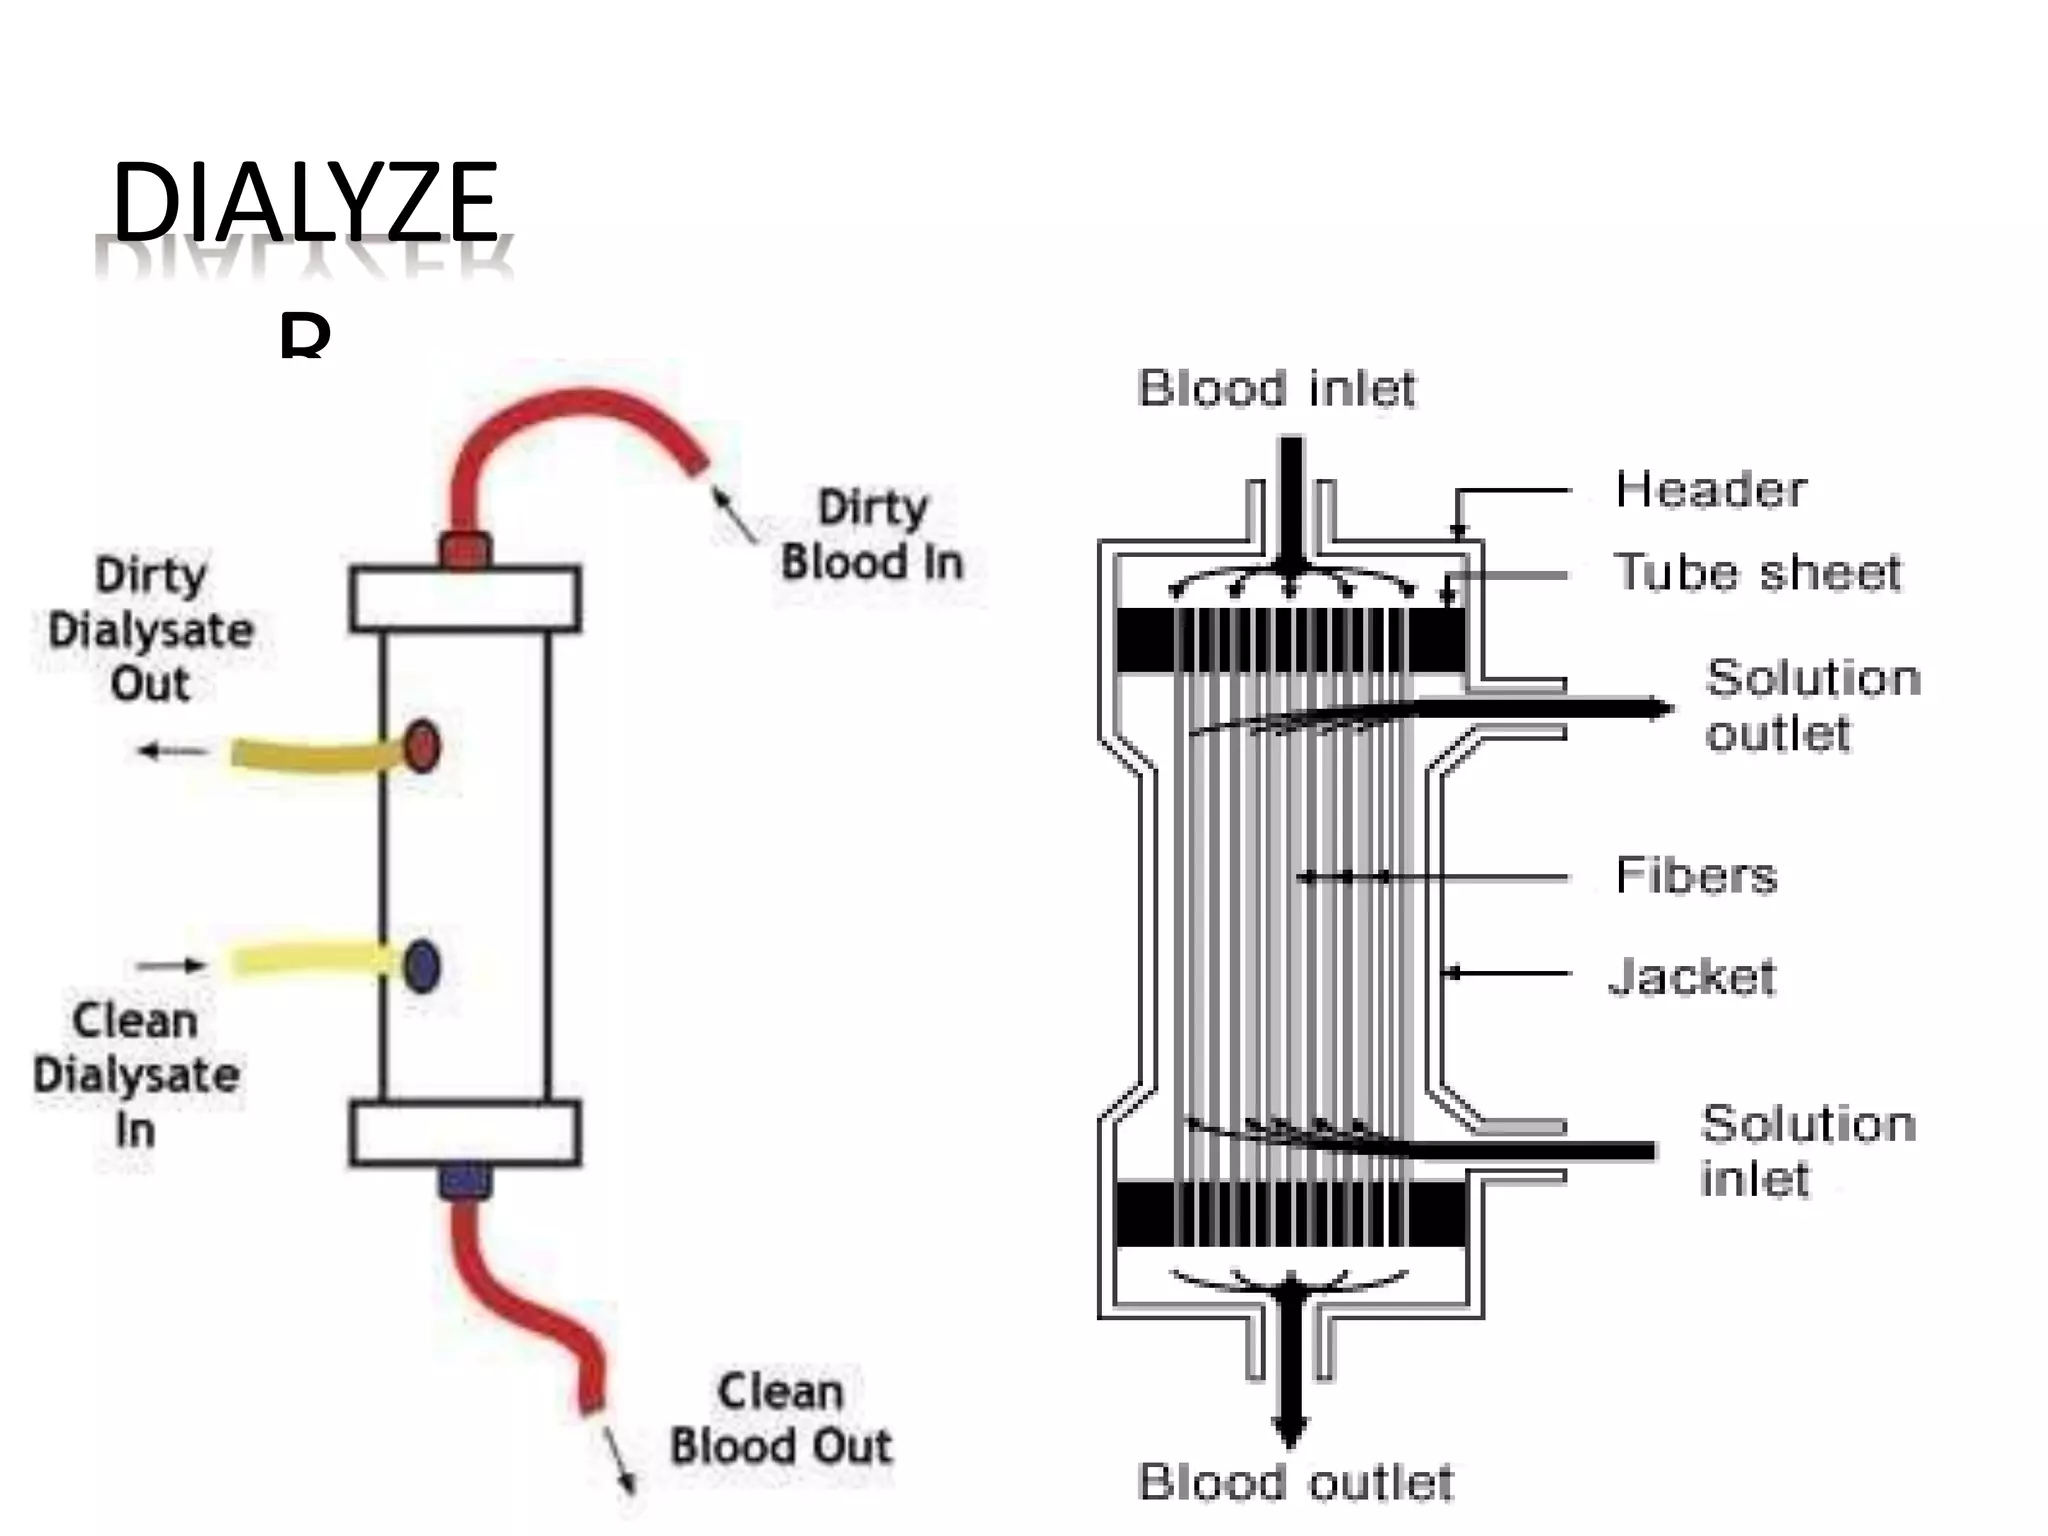 DIALYZE
R
Dirty
Blood In
Dirty
Dialysate
Out
Clean
Dialysate
In
Clean
Blood Out
Blood inlet
Header
Tube sheet
Solution
outlet
Fibers
Jacket
Solution
inlet
Blood outlet